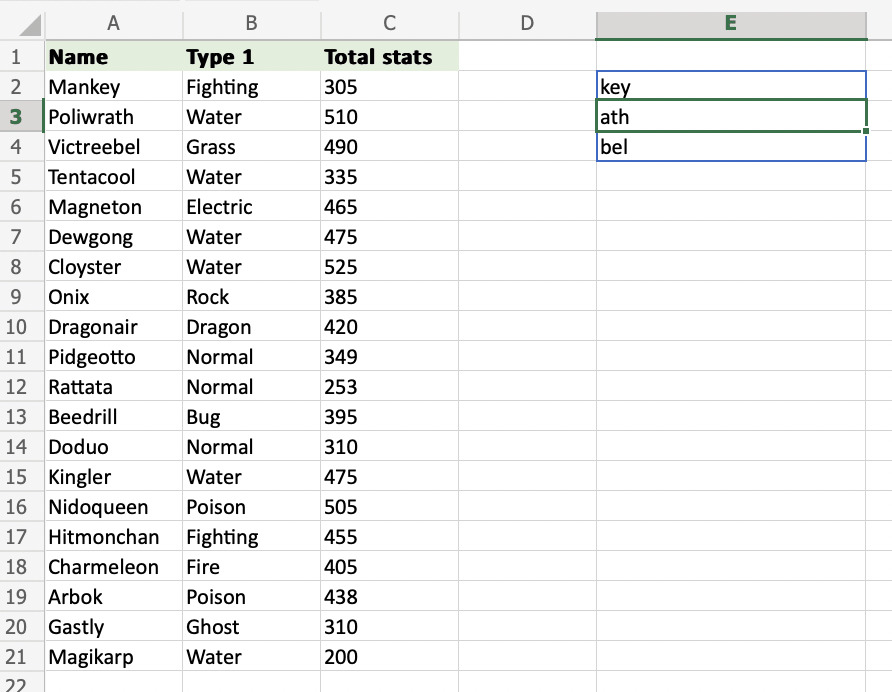 A B C D E
1 Name Type 1 Total stats
2 Mankey Fighting 305 key
3 Poliwrath Water 510 ath
4 Victreebel Grass 490 bel
5 Tentacool Water 335
6 Magneton Electric 465
7 Dewgong Water 475
8 Cloyster Water 525
9 Onix Rock 385
10 Dragonair Dragon 420
11 Pidgeotto Normal 349
12 Rattata Normal 253
13 Beedrill Bug 395
14 Doduo Normal 310
15 Kingler Water 475
16 Nidoqueen Poison 505
17 Hitmonchan Fighting 455
18 Charmeleon Fire 405
19 Arbok Poison 438
20 Gastly Ghost 310
21 Magikarp Water 200
22